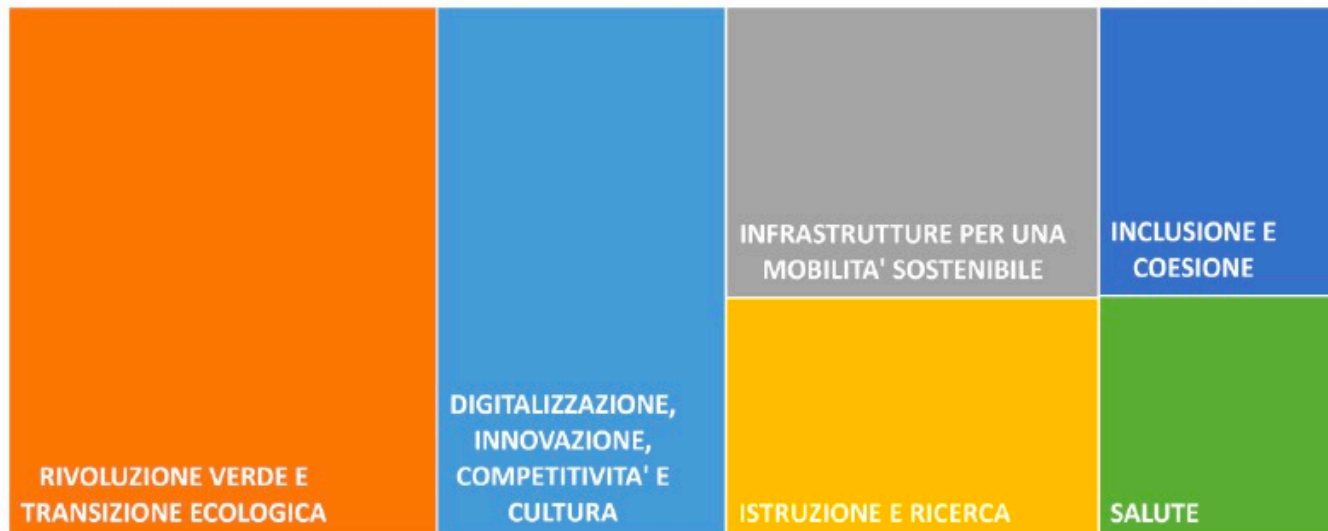 RIVOLUZIONE VERDE E
TRANSIZIONE ECOLOGICA
DIGITALIZZAZIONE,
INNOVAZIONE,
COMPETITIVITA' E
CULTURA
INFRASTRUTTURE PER UNA
MOBILITA' SOSTENIBILE
ISTRUZIONE E RICERCA
INCLUSIONE E
COESIONE
SALUTE